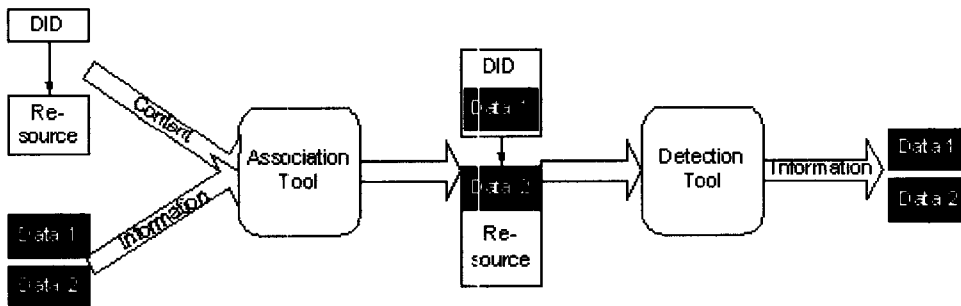 DID
Re-
source
Content
Data 1
Data 2
Information
Association
Tool
DID
Data 1
Data 2
Re-
source
Detection
Tool
Information
Data 1
Data 2